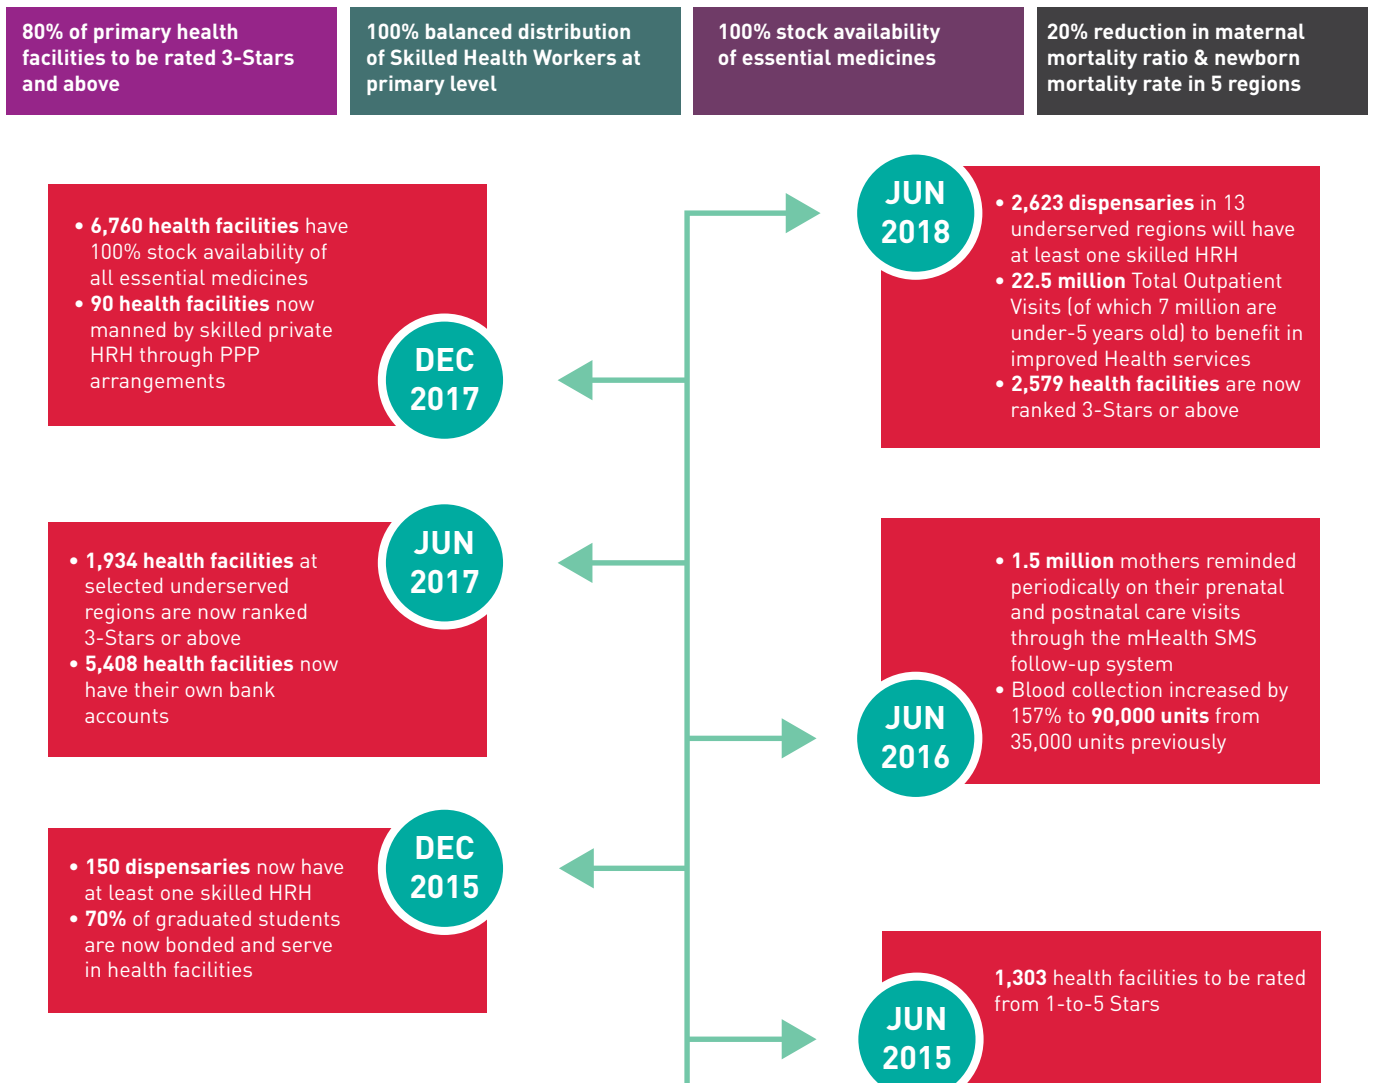 80% of primary health
facilities to be rated 3-Stars
and above
100% balanced distribution
of Skilled Health Workers at
primary level
100% stock availability
of essential medicines
20% reduction in maternal
mortality ratio & newborn
mortality rate in 5 regions
JUN
2018
• 2,623 dispensaries in 13
underserved regions will have
at least one skilled HRH
• 22.5 million Total Outpatient
Visits (of which 7 million are
under-5 years old) to benefit in
improved Health services
• 2,579 health facilities are now
ranked 3-Stars or above
• 6,760 health facilities have
100% stock availability of
all essential medicines
• 90 health facilities now
manned by skilled private
HRH through PPP
arrangements
DEC
2017
• 1,934 health facilities at
selected underserved
regions are now ranked
3-Stars or above
• 5,408 health facilities now
have their own bank
accounts
JUN
2017
• 1.5 million mothers reminded
periodically on their prenatal
and postnatal care visits
through the mHealth SMS
follow-up system
• Blood collection increased by
157% to 90,000 units from
35,000 units previously
JUN
2016
• 150 dispensaries now have
at least one skilled HRH
• 70% of graduated students
are now bonded and serve
in health facilities
DEC
2015
1,303 health facilities to be rated
from 1-to-5 Stars
JUN
2015